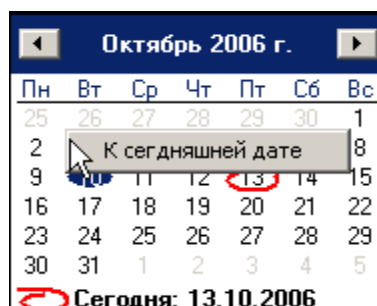 Октябрь 2006 г.
Пн Вт Ср Чт Пт Сб Вс
25 26 27 28 29 30 1
2 К сегдняшней дате 8
9 10 11 12 13 14 15
16 17 18 19 20 21 22
23 24 25 26 27 28 29
30 31 1 2 3 4 5
Сегодня: 13.10.2006